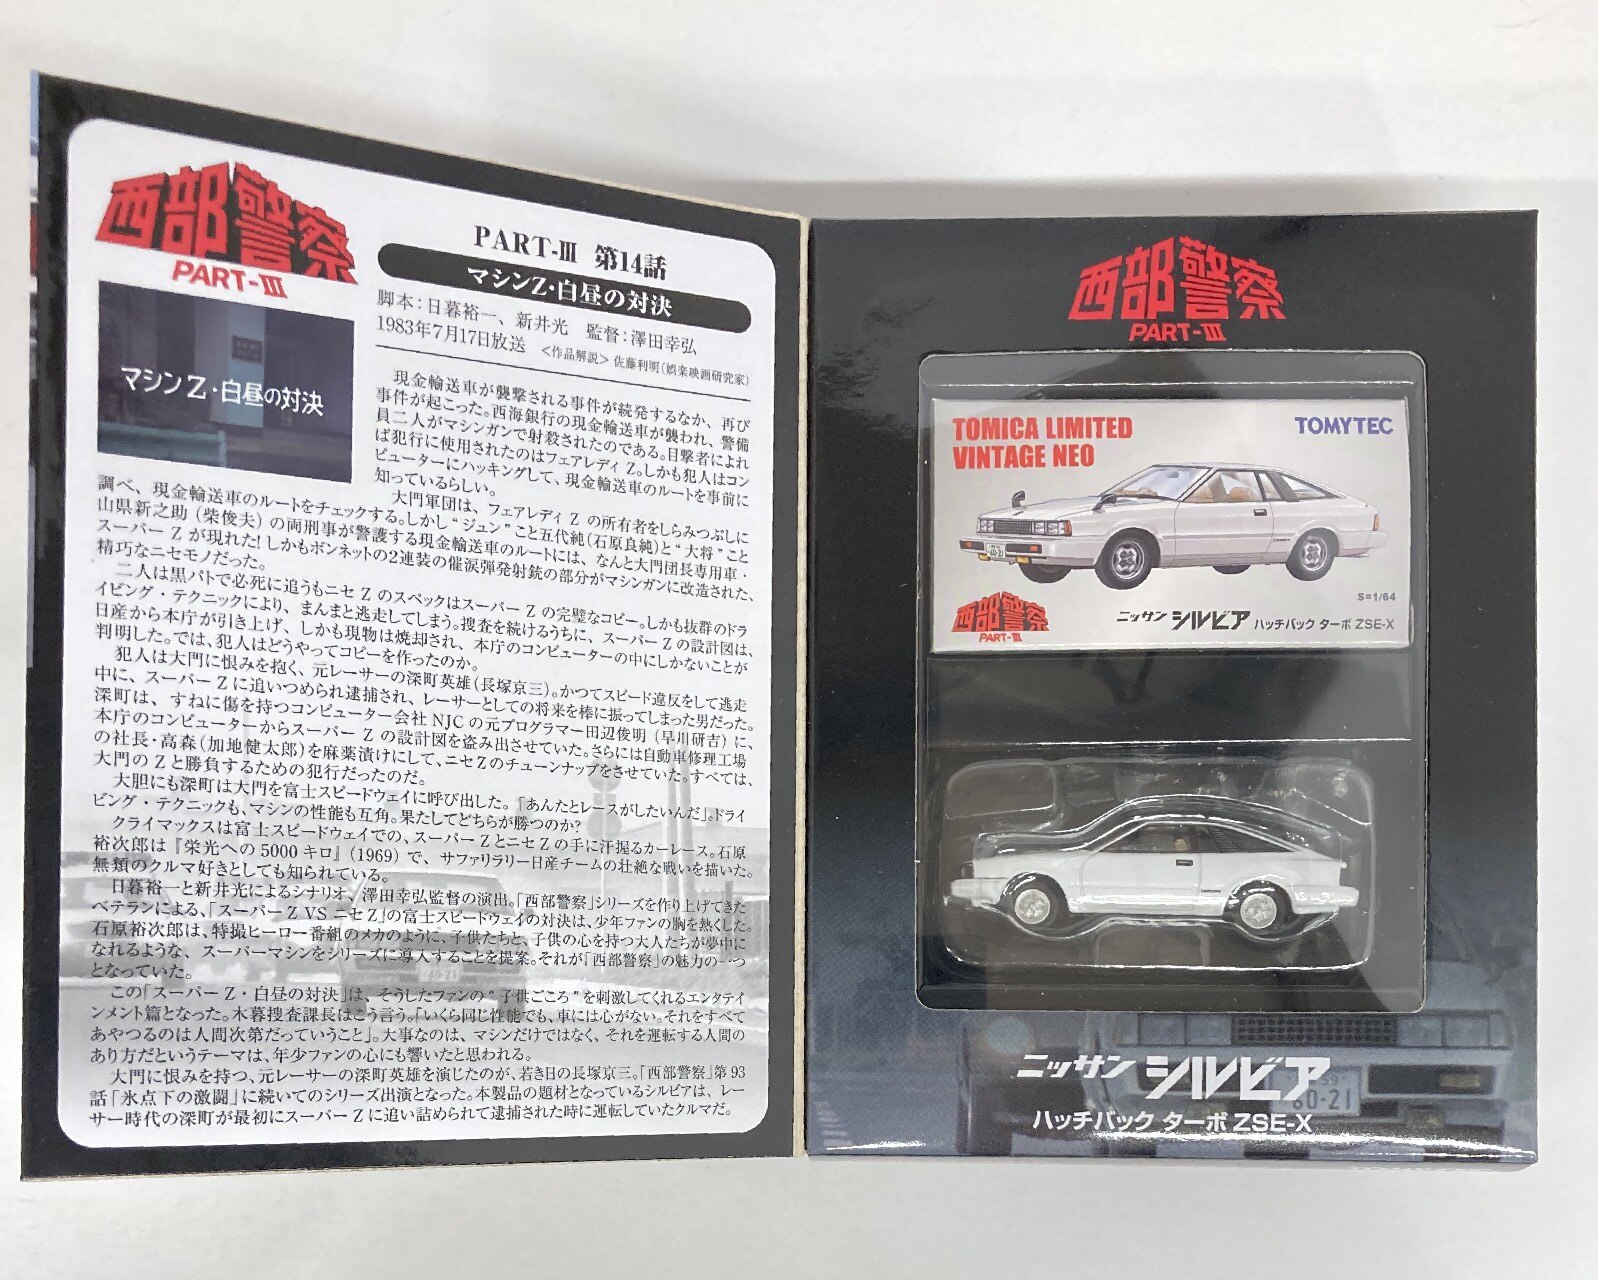 西部警察
PART-III
PART-III 第14話
マシンZ・白昼の対決
脚本：日暮裕一、新井光　監督：澤田幸弘
1983年7月17日放送　＜作品解説＞佐藤利明(娯楽映画研究家)
マシンZ・白昼の対決
現金輸送車が襲撃される事件が続発するなか、再び
事件が起こった。西海銀行の現金輸送車が襲われ、警備
員二人がマシンガンで射殺されたのである。目撃者によれ
ば犯行に使用されたのはフェアレディ Z。しかも犯人はコン
ピューターにハッキングして、現金輸送車のルートを事前に
知っているらしい。
大門軍団は、フェアレディ Z の所有者をしらみつぶしに
調べ、現金輸送車のルートをチェックする。しかし“ジュン”こと五代純(石原良純)と“大将”こと
山県新之助(柴俊夫)の両刑事が警護する現金輸送車のルートには、なんと大門団長専用車・
スーパー Z が現れた！しかもボンネットの2連装の催涙弾発射銃の部分がマシンガンに改造された、
精巧なニセモノだった。
二人は黒パトで必死に追うもニセ Z のスペックはスーパー Z の完璧なコピー。しかも抜群のドラ
イビング・テクニックにより、まんまと逃走してしまう。捜査を続けるうちに、スーパー Z の設計図は、
日産から本庁が引き上げ、しかも現物は焼却され、本庁のコンピューターの中にしかないことが
判明した。では、犯人はどうやってコピーを作ったのか。
犯人は大門に恨みを抱く、元レーサーの深町英雄(長塚京三)。かつてスピード違反をして逃走
中に、スーパー Z に追いつめられ逮捕され、レーサーとしての将来を棒に振ってしまった男だった。
深町は、すねに傷を持つコンピューター会社 NJC の元プログラマー田辺俊明(早川研吉)に、
本庁のコンピューターからスーパー Z の設計図を盗み出させていた。さらには自動車修理工場
の社長・高森(加地健太郎)を麻薬漬けにして、ニセZのチューンナップをさせていた。すべては、
大門の Z と勝負するための犯行だったのだ。
大胆にも深町は大門を富士スピードウェイに呼び出した。『あんたとレースがしたいんだ』。ドライ
ビング・テクニックも、マシンの性能も互角。果たしてどちらが勝つのか？
クライマックスは富士スピードウェイでの、スーパー Z とニセ Z の手に汗握るカーレース。石原
裕次郎は『栄光への5000キロ』(1969)で、サファリラリー日産チームの壮絶な戦いを描いた。
無類のクルマ好きとしても知られている。
日暮裕一と新井光によるシナリオ、澤田幸弘監督の演出。「西部警察」シリーズを作り上げてきた
ベテランによる、「スーパーZ VS ニセZ」の富士スピードウェイの対決は、少年ファンの胸を熱くした。
石原裕次郎は、特撮ヒーロー番組のメカのように、子供たちと、子供の心を持つ大人たちが夢中に
なれるような、スーパーマシンをシリーズに導入することを提案。それが「西部警察」の魅力の一つ
となっていた。
この「スーパーZ・白昼の対決」は、そうしたファンの“子供ごころ”を刺激してくれるエンタテイ
ンメント篇となった。木暮捜査課長はこう言う。「いくら同じ性能でも、車には心がない。それをすべて
あやつるのは人間次第だっていうこと」。大事なのは、マシンだけではなく、それを運転する人間の
あり方だというテーマは、年少ファンの心にも響いたと思われる。
大門に恨みを持つ、元レーサーの深町英雄を演じたのが、若き日の長塚京三。「西部警察」第93
話「氷点下の激闘」に続いてのシリーズ出演となった。本製品の題材となっているシルビアは、レー
サー時代の深町が最初にスーパー Z に追い詰められて逮捕された時に運転していたクルマだ。
西部警察
PART-III
TOMICA LIMITED
VINTAGE NEO
TOMYTEC
60-21
S=1/64
西部警察
PART-III
ニッサン シルビア ハッチバック ターボ ZSE-X
ニッサン シルビア
60-21
ハッチバック ターボ ZSE-X